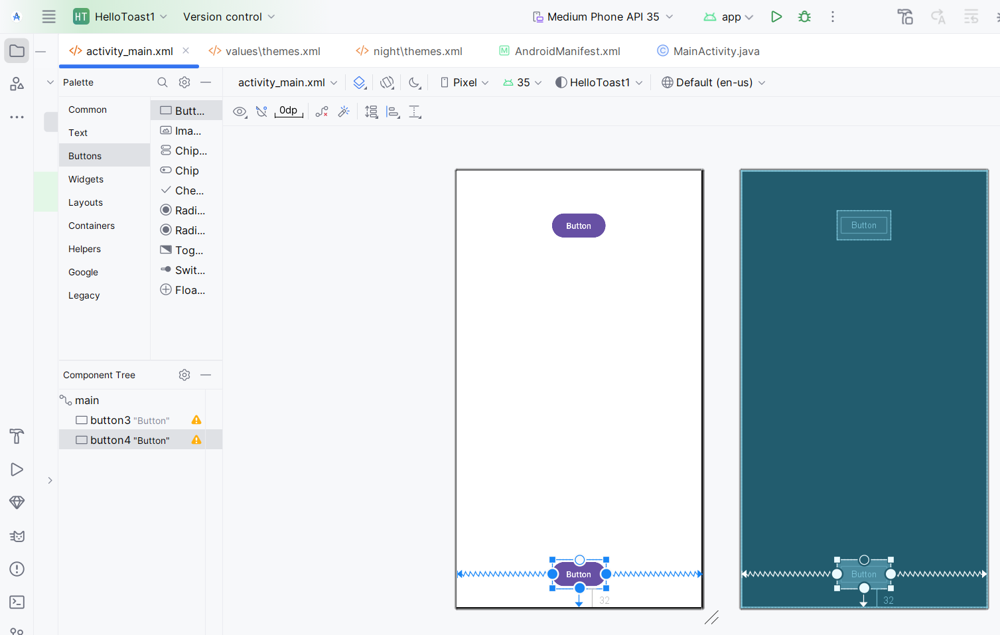 HT HelloToast1 Version control Medium Phone API 35 app
activity_main.xml values\themes.xml night\themes.xml M AndroidManifest.xml C MainActivity.java
Palette activity_main.xml Pixel 35 HelloToast1 Default (en-us)
0dp
Common
Text
Buttons
Widgets
Layouts
Containers
Helpers
Google
Legacy
Butt...
Ima...
Chip...
Chip
Che...
Radi...
Radi...
Tog...
Swit...
Floa...
Button Button
Component Tree
main
button3 "Button"
button4 "Button"
Button Button
32 32